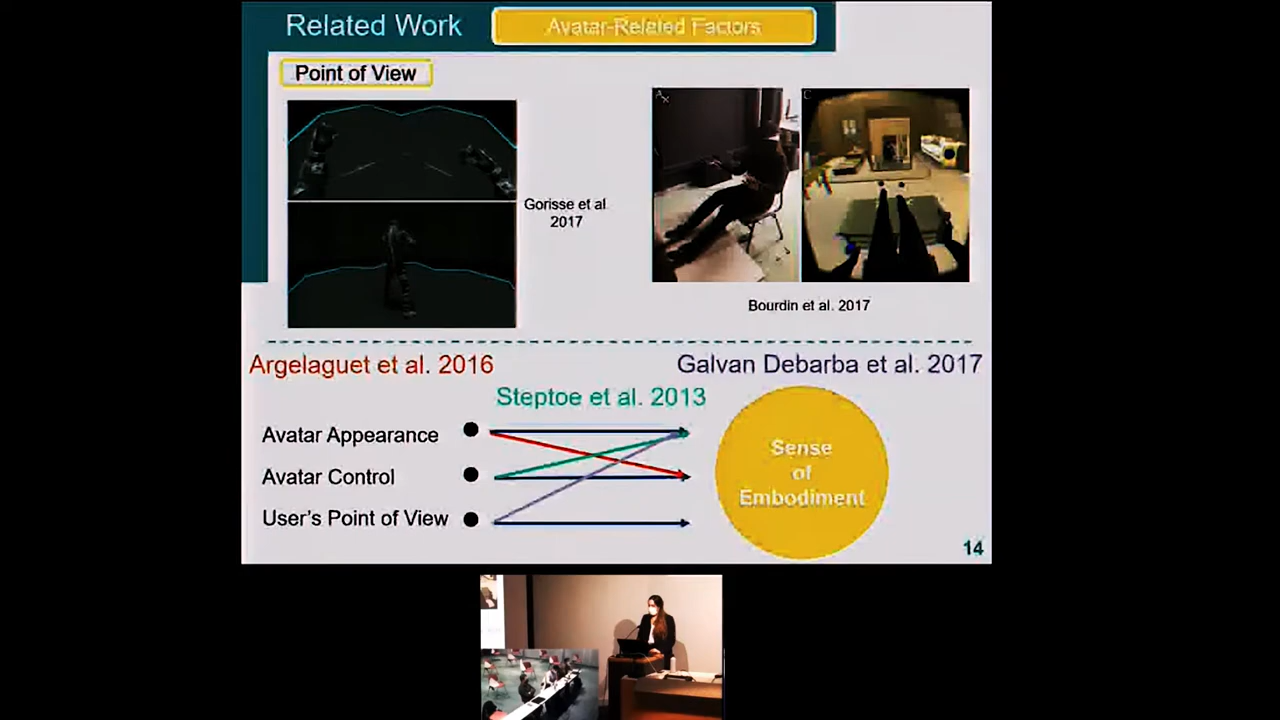 Related Work
Avatar-Related Factors
Point of View
Gorisse et al
2017
Bourdin et al. 2017
Argelaguet et al. 2016
Galvan Debarba et al. 2017
Steptoe et al. 2013
Avatar Appearance
Avatar Control
User's Point of View
Sense
of
Embodiment
14